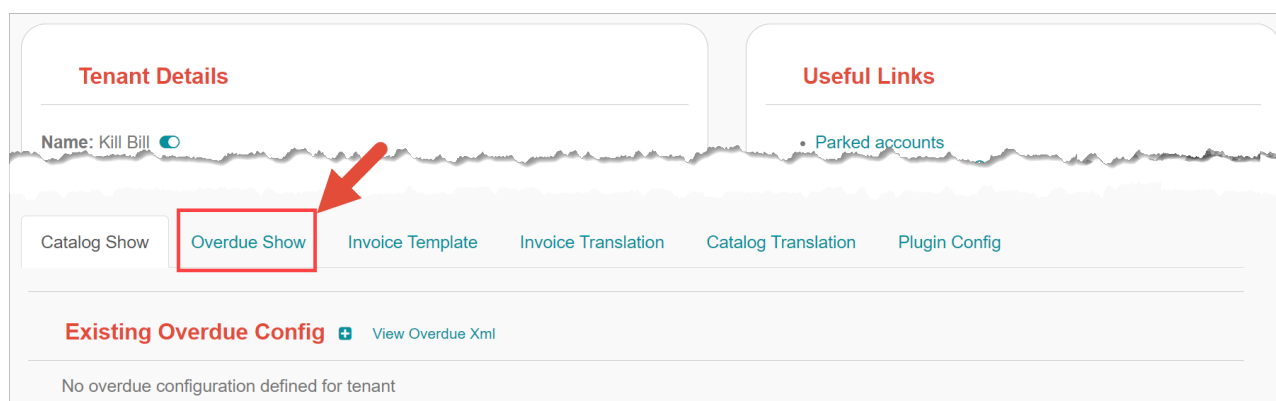 Tenant Details
Useful Links
Name: Kill Bill
• Parked accounts
Catalog Show Overdue Show Invoice Template Invoice Translation Catalog Translation Plugin Config
Existing Overdue Config View Overdue Xml
No overdue configuration defined for tenant